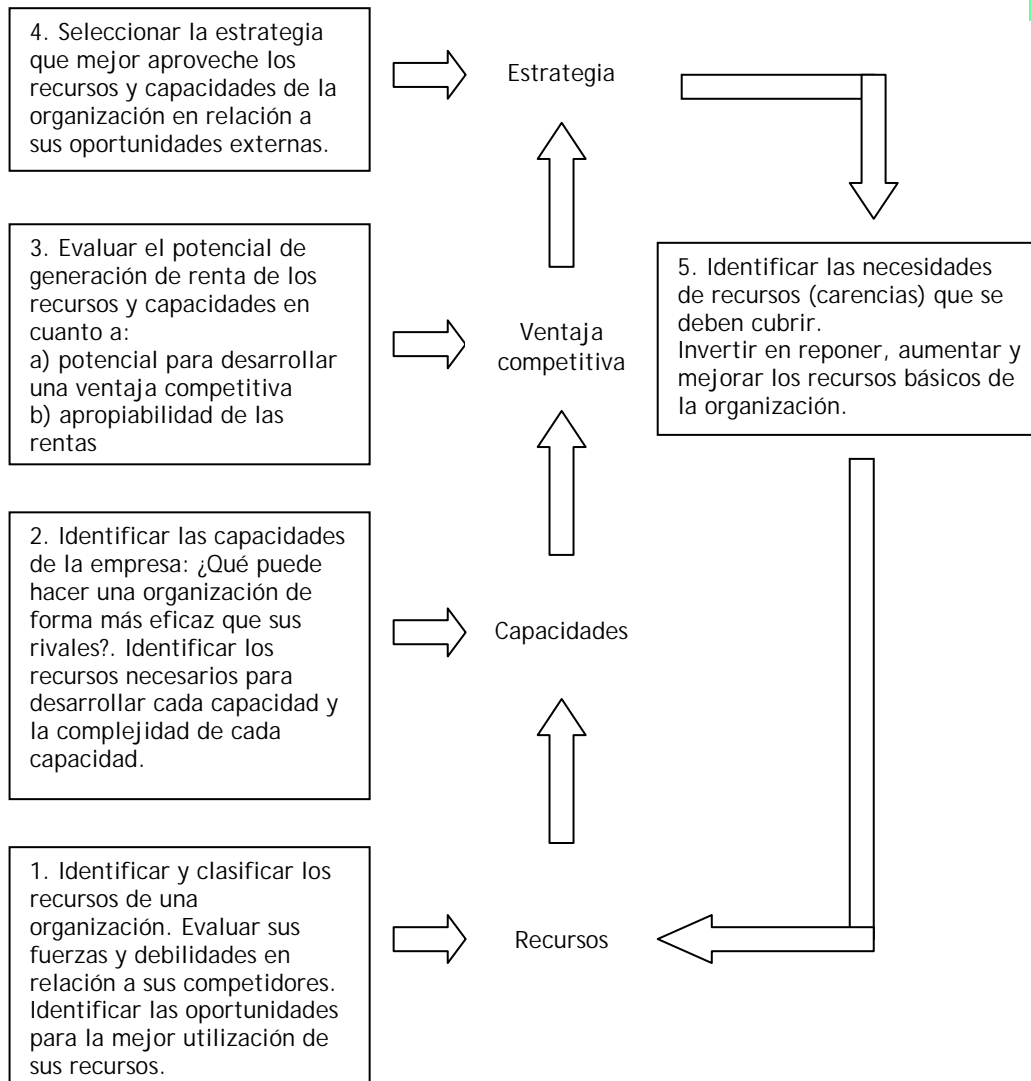 4. Seleccionar la estrategia
que mejor aproveche los
recursos y capacidades de la
organización en relación a
sus oportunidades externas.
Estrategia
3. Evaluar el potencial de
generación de renta de los
recursos y capacidades en
cuanto a:
a) potencial para desarrollar
una ventaja competitiva
b) apropiabilidad de las
rentas
Ventaja
competitiva
5. Identificar las necesidades
de recursos (carencias) que se
deben cubrir.
Invertir en reponer, aumentar y
mejorar los recursos básicos de
la organización.
2. Identificar las capacidades
de la empresa: ¿Qué puede
hacer una organización de
forma más eficaz que sus
rivales?. Identificar los
recursos necesarios para
desarrollar cada capacidad y
la complejidad de cada
capacidad.
Capacidades
1. Identificar y clasificar los
recursos de una
organización. Evaluar sus
fuerzas y debilidades en
relación a sus competidores.
Identificar las oportunidades
para la mejor utilización de
sus recursos.
Recursos